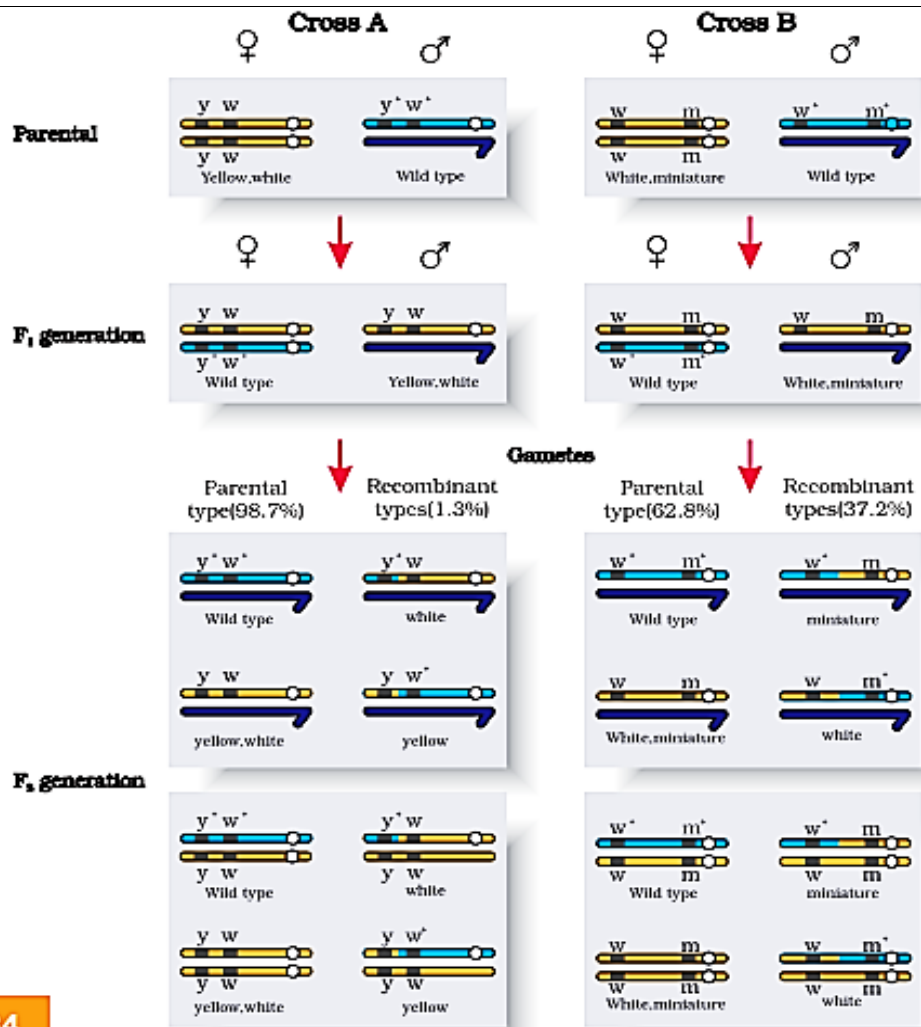 Cross A Cross B
♀ ♂ ♀ ♂
Parental
y w y⁺ w⁺ w m w⁺ m⁺
y w w m
Yellow,white Wild type White,miniature Wild type
♀ ♂ ♀ ♂
F₁ generation
y w y w w m w m
y⁺ w⁺ w⁺ m⁺
Wild type Yellow,white Wild type White,miniature
Gametes
Parental Recombinant Parental Recombinant
type(98.7%) types(1.3%) type(62.8%) types(37.2%)
y⁺ w⁺ y⁺ w w⁺ m⁺ w⁺ m
Wild type white Wild type miniature
y w y w⁺ w m w m⁺
yellow,white yellow White,miniature white
F₂ generation
y⁺ w⁺ y⁺ w w⁺ m⁺ w⁺ m
y w y w w m w m
Wild type white Wild type miniature
y w y w⁺ w m w m⁺
y w y w w m w m
yellow,white yellow White,miniature white